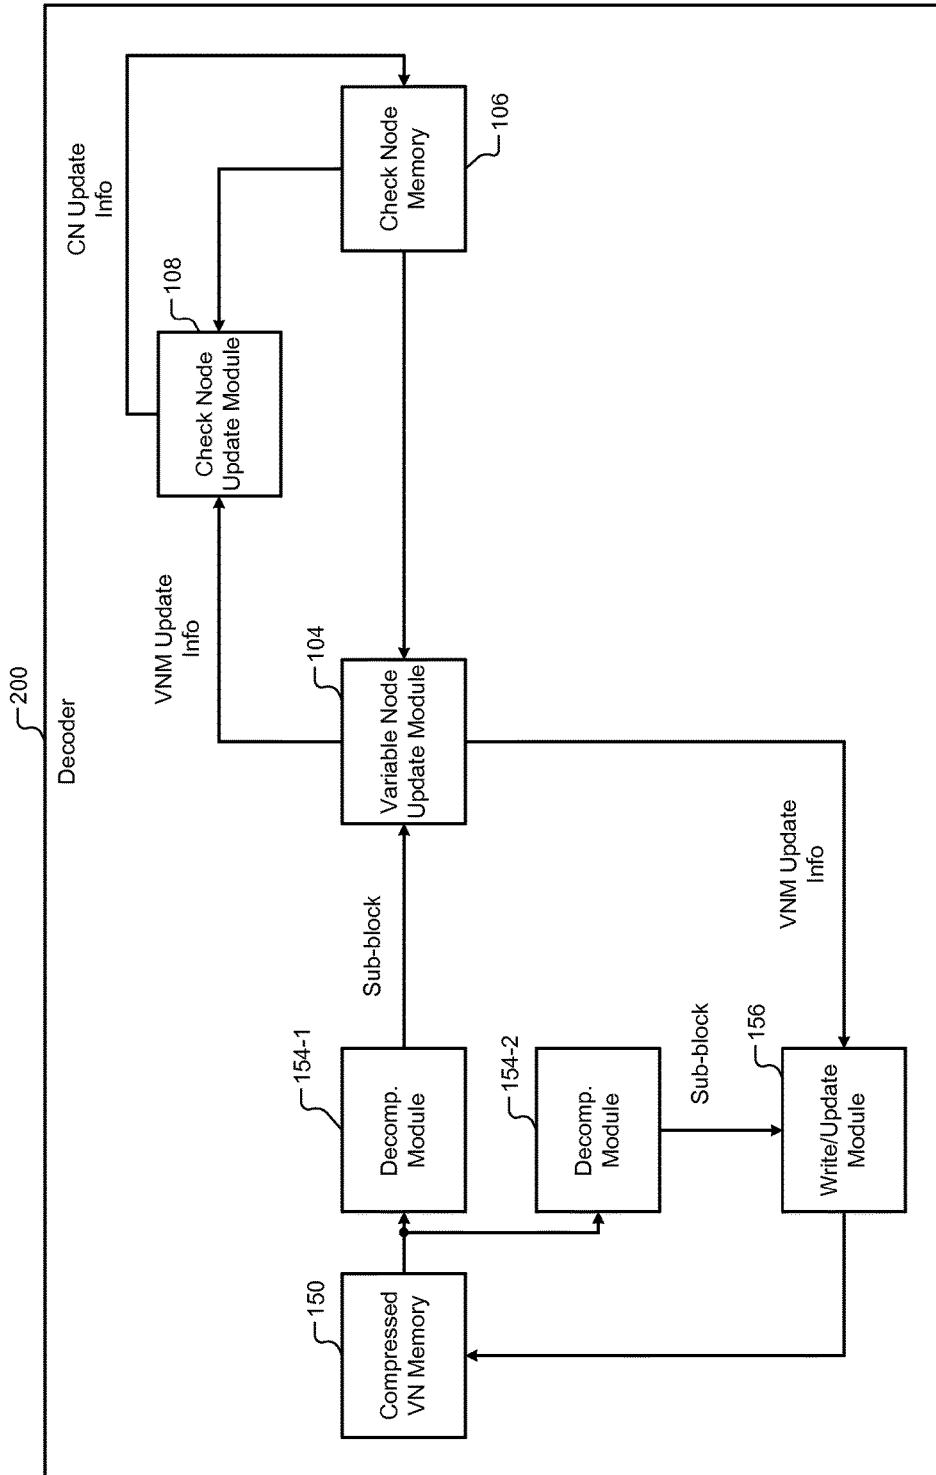 200
Decoder
CN Update
Info
108
Check Node
Update Module
Check Node
Memory
106
VNM Update
Info
104
Variable Node
Update Module
Sub-block
VNM Update
Info
154-1
Decomp.
Module
154-2
Decomp.
Module
Sub-block
156
Write/Update
Module
150
Compressed
VN Memory